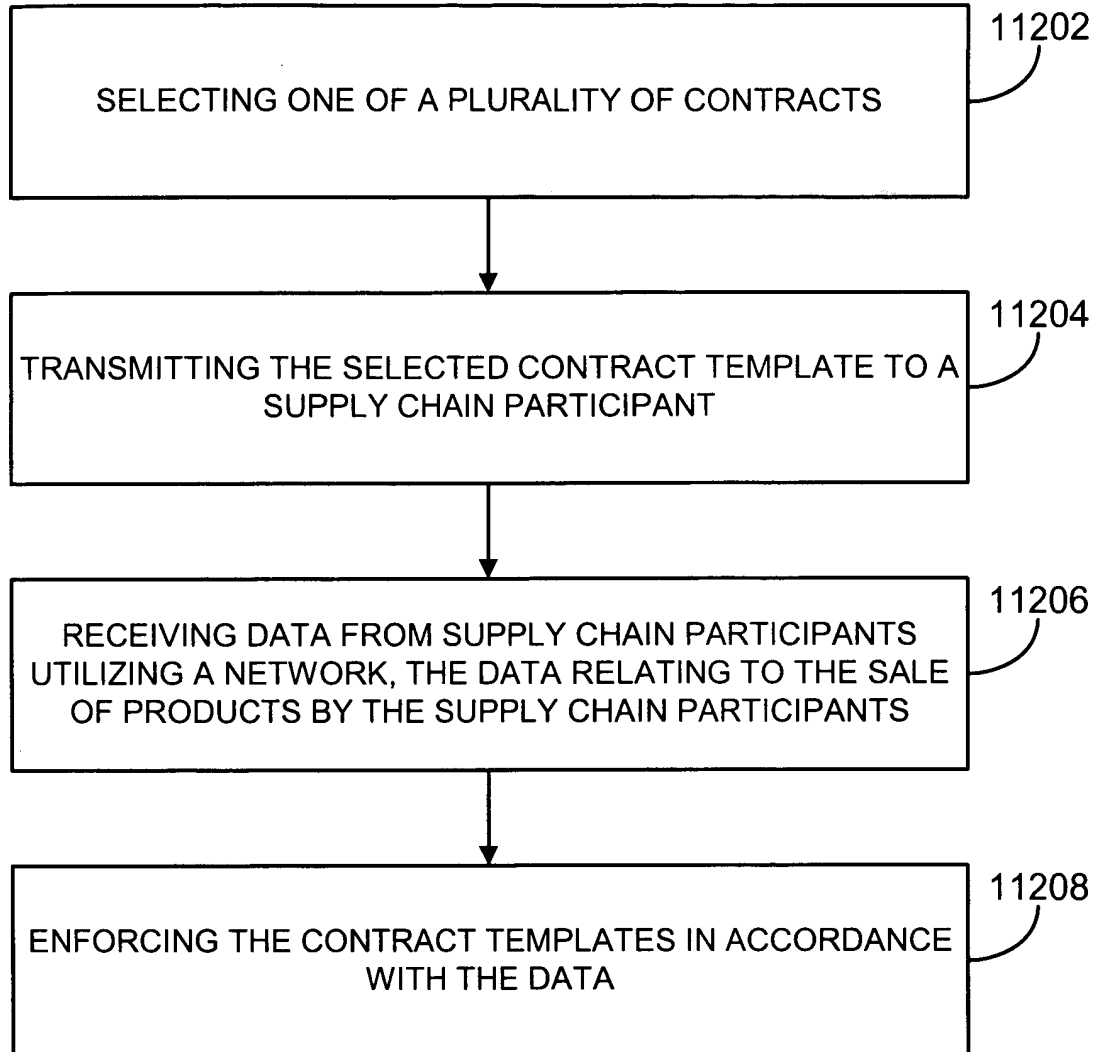 11202
SELECTING ONE OF A PLURALITY OF CONTRACTS
11204
TRANSMITTING THE SELECTED CONTRACT TEMPLATE TO A
SUPPLY CHAIN PARTICIPANT
11206
RECEIVING DATA FROM SUPPLY CHAIN PARTICIPANTS
UTILIZING A NETWORK, THE DATA RELATING TO THE SALE
OF PRODUCTS BY THE SUPPLY CHAIN PARTICIPANTS
11208
ENFORCING THE CONTRACT TEMPLATES IN ACCORDANCE
WITH THE DATA